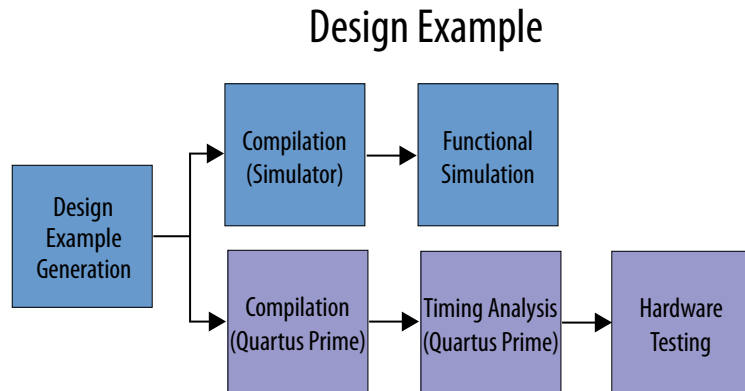 Design Example
Compilation
(Simulator)
Functional
Simulation
Design
Example
Generation
Compilation
(Quartus Prime)
Timing Analysis
(Quartus Prime)
Hardware
Testing